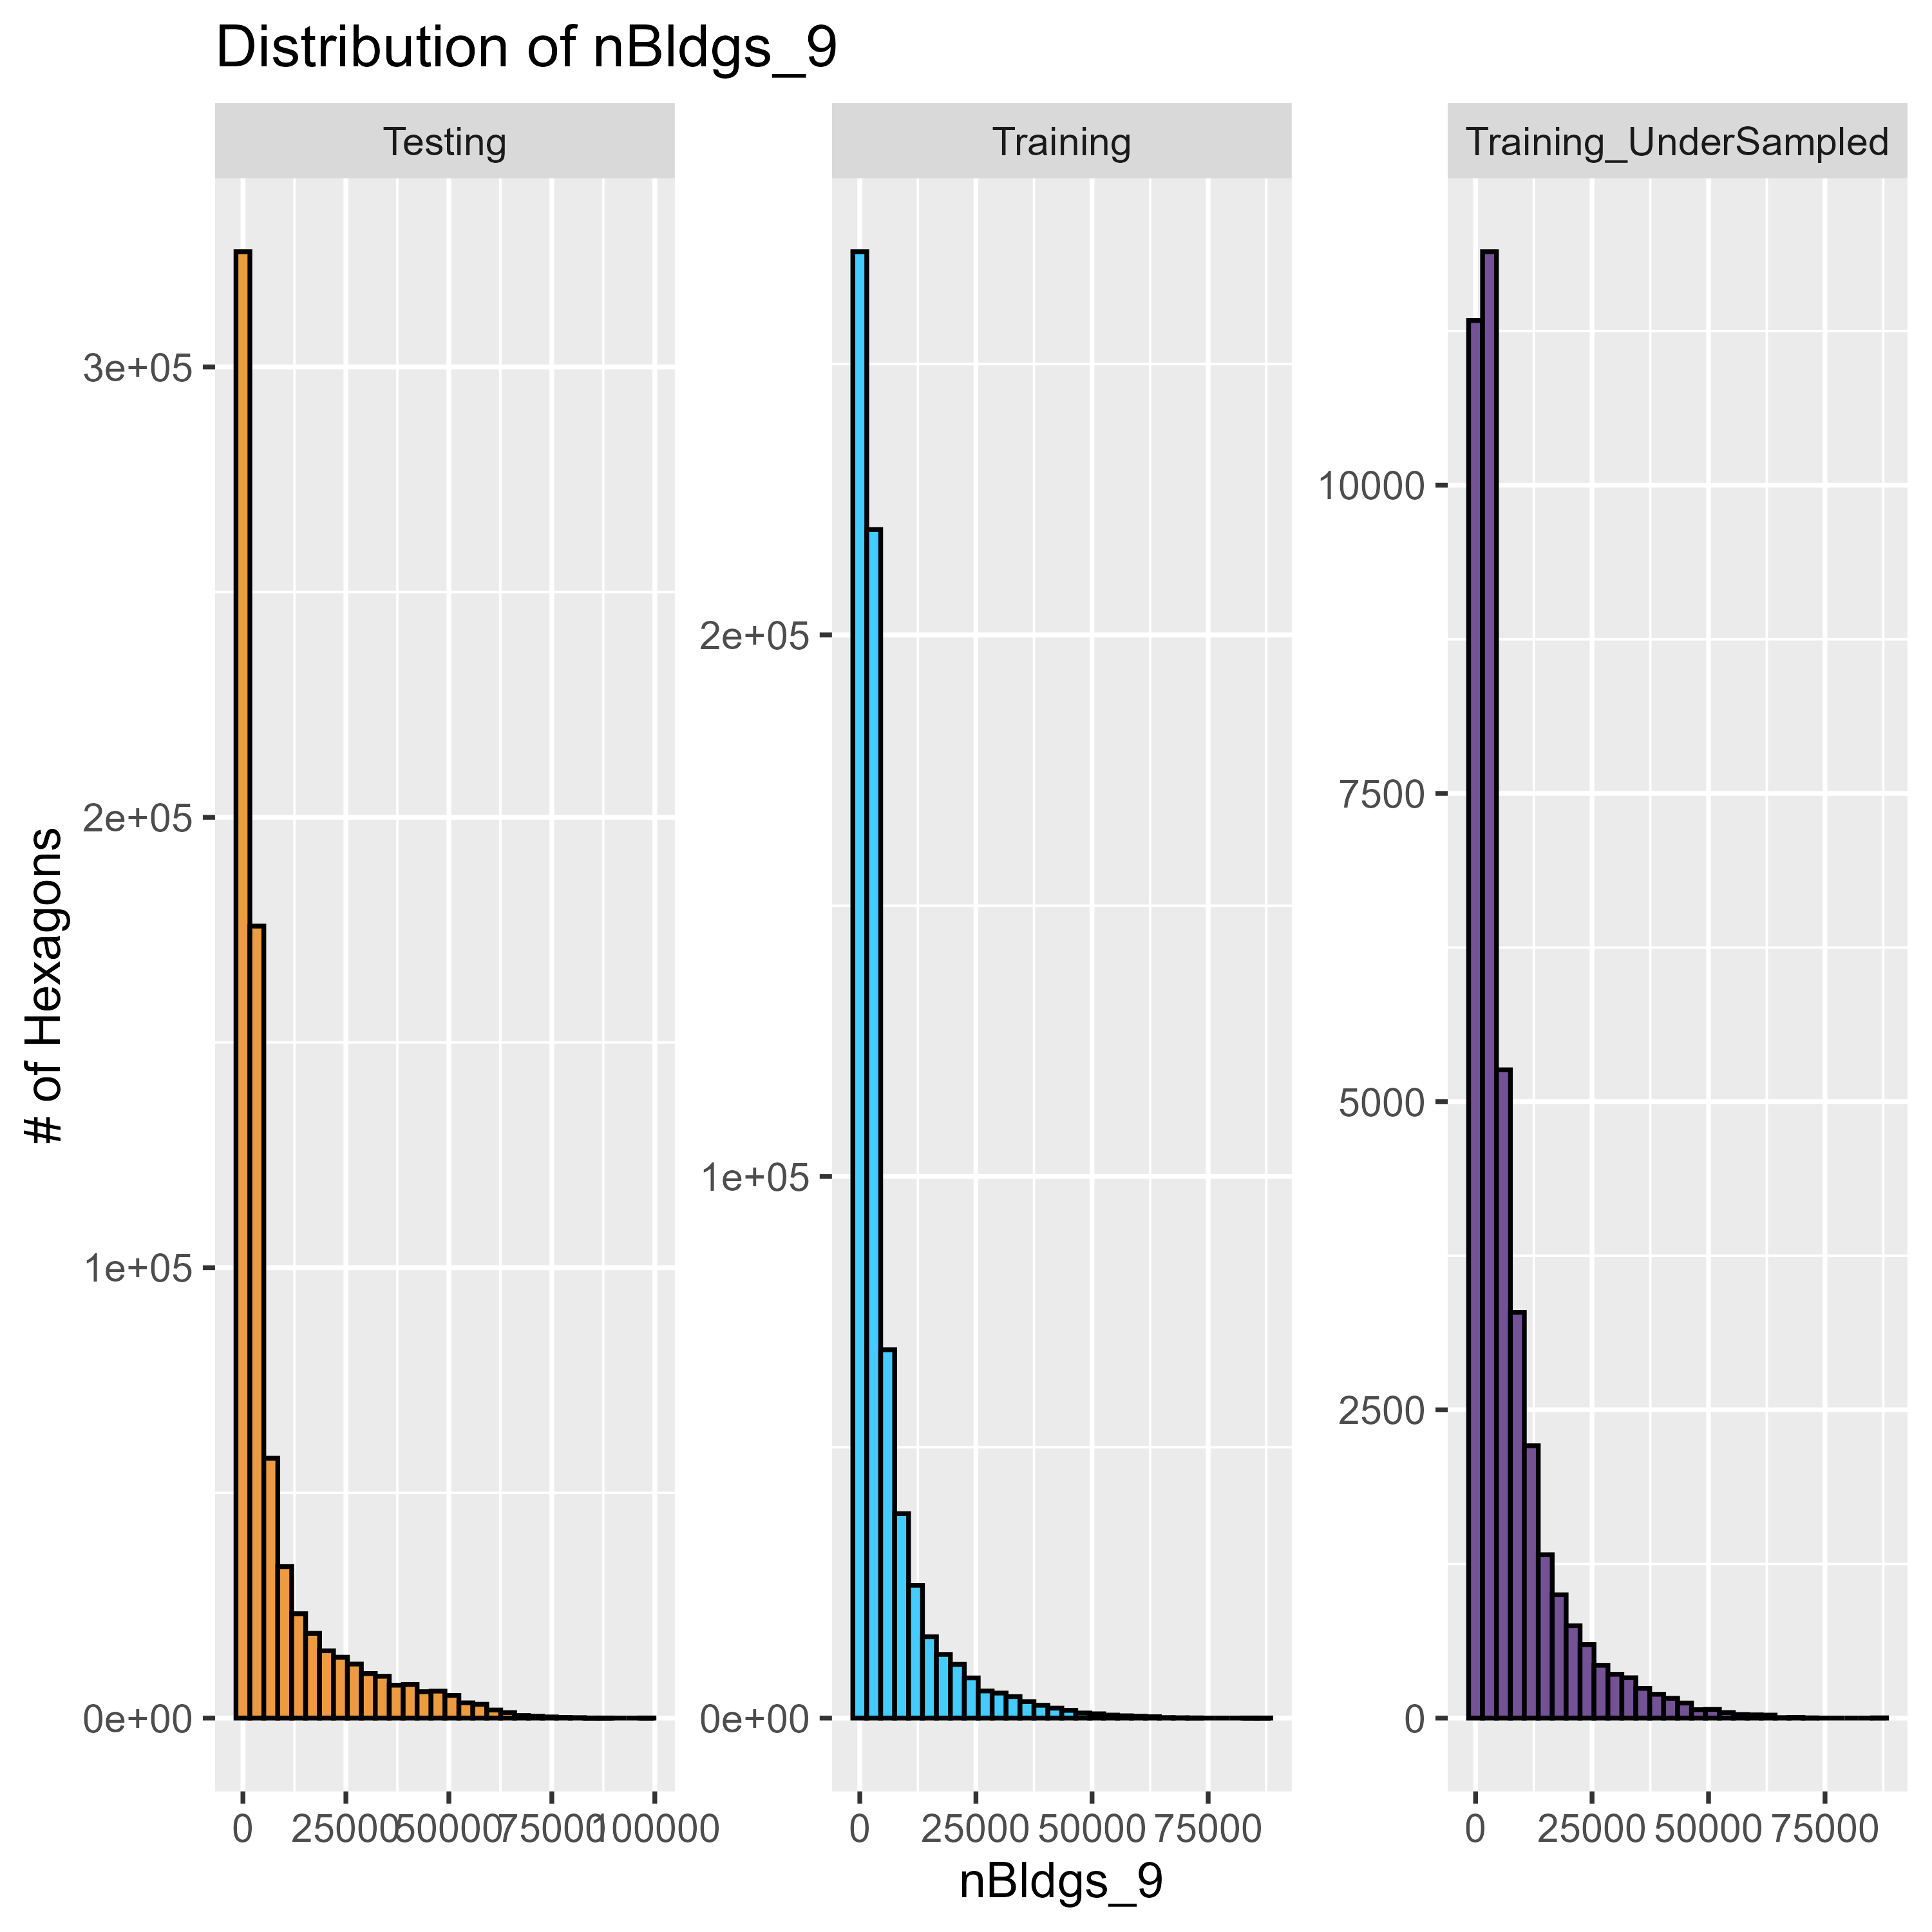 Distribution of nBldgs_9
Testing
Training
Training_UnderSampled
# of Hexagons
3e+05
2e+05
1e+05
0e+00
2e+05
1e+05
0e+00
10000
7500
5000
2500
0
0 25000 50000 75000 100000
0 25000 50000 75000
0 25000 50000 75000
nBldgs_9